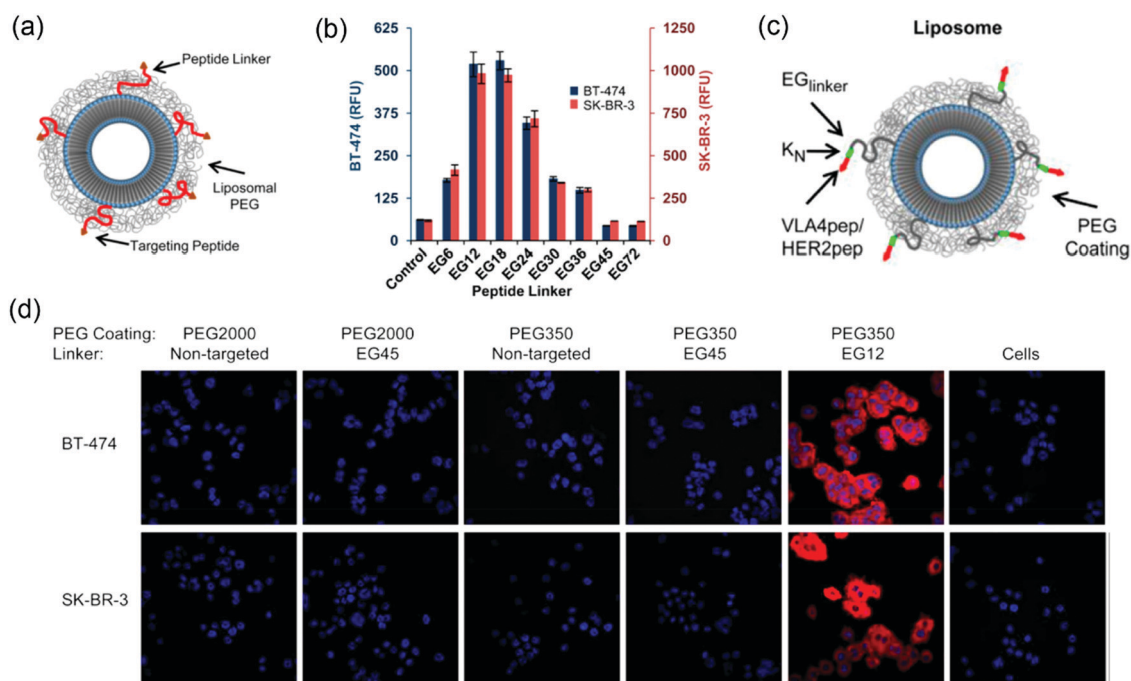 (a)
Peptide Linker
Liposomal
PEG
Targeting Peptide
(b)
BT-474 (RFU)
625
500
375
250
125
0
BT-474
SK-BR-3
1250
1000
750
500
250
0
SK-BR-3 (RFU)
Control
EG6
EG12
EG18
EG24
EG30
EG36
EG45
EG72
Peptide Linker
(c)
Liposome
EGlinker
KN
VLA4pep/
HER2pep
PEG
Coating
(d)
PEG Coating: PEG2000 PEG2000 PEG350 PEG350 PEG350
Linker: Non-targeted EG45 Non-targeted EG45 EG12 Cells
BT-474
SK-BR-3